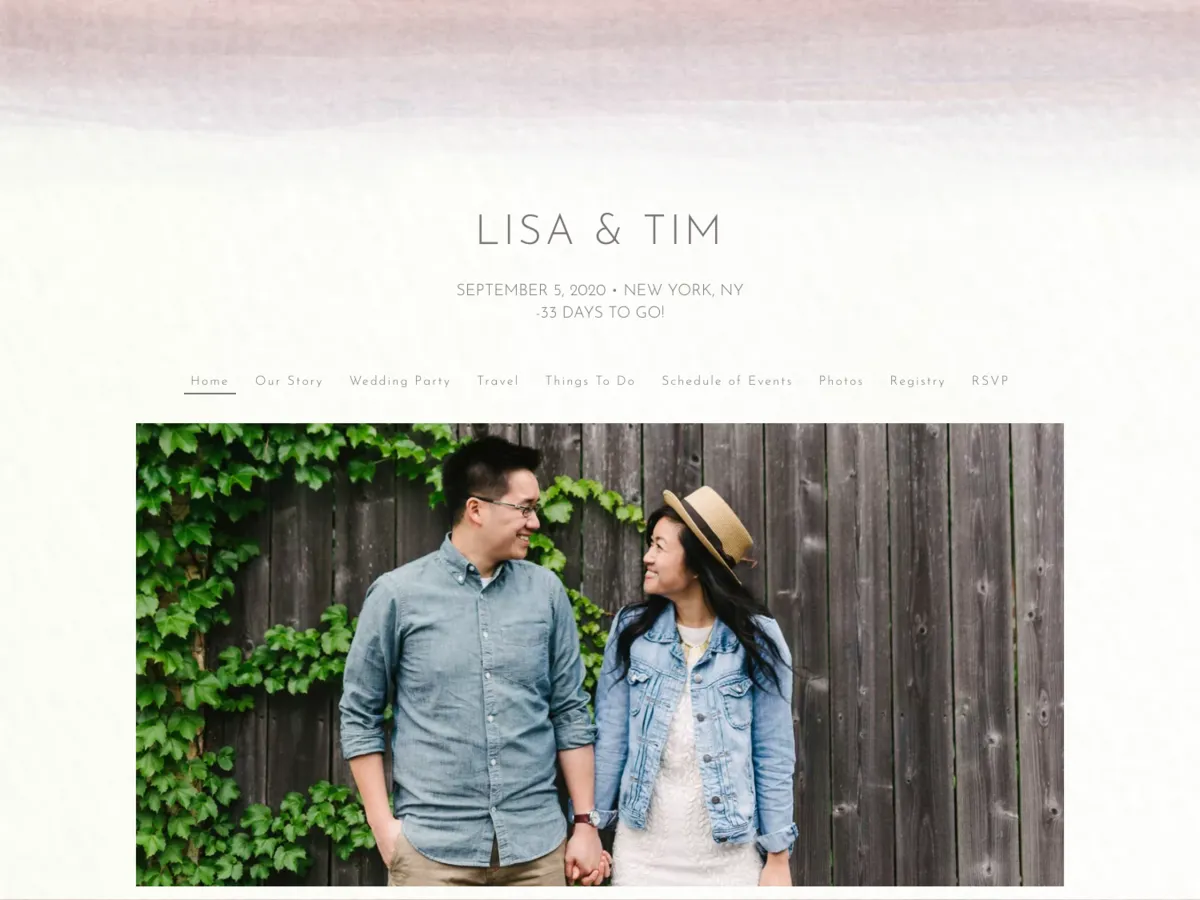 LISA & TIM
SEPTEMBER 5, 2020 • NEW YORK, NY
-33 DAYS TO GO!
Home Our Story Wedding Party Travel Things To Do Schedule of Events Photos Registry RSVP